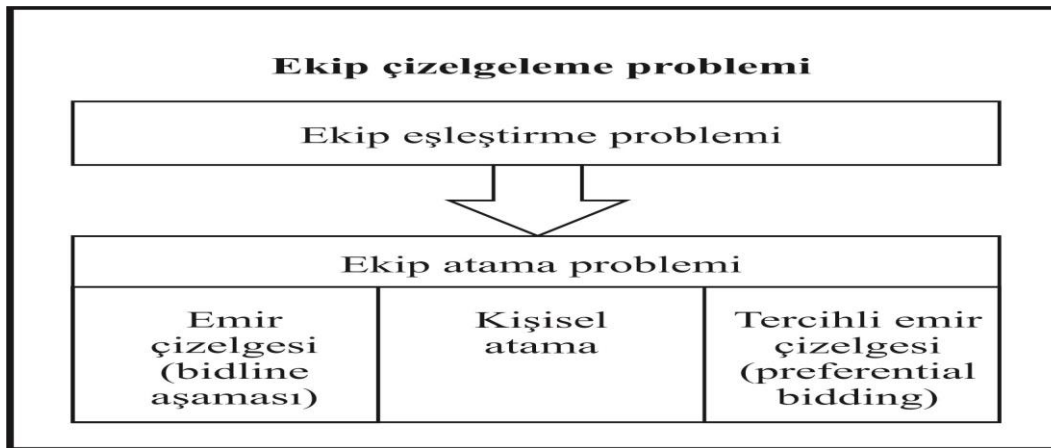 Ekip çizelgeleme problemi
Ekip eşleştirme problemi
Ekip atama problemi
Emir
çizelgesi
(bidline
aşaması)
Kişisel
atama
Tercihli emir
çizelgesi
(preferential
bidding)